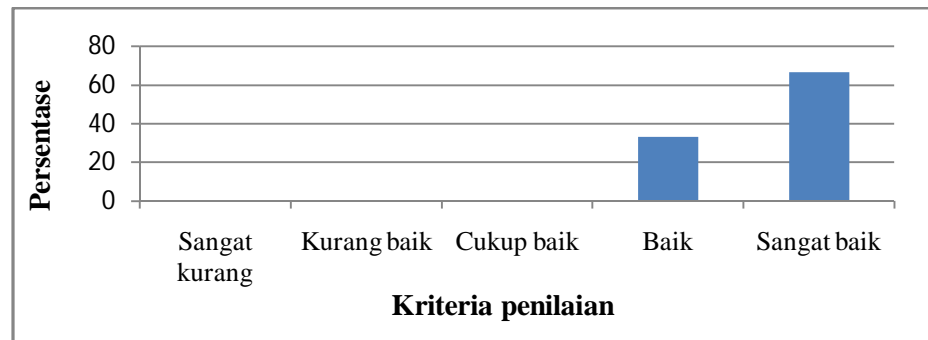 Persentase
80
60
40
20
0
Sangat kurang
Kurang baik
Cukup baik
Baik
Sangat baik
Kriteria penilaian